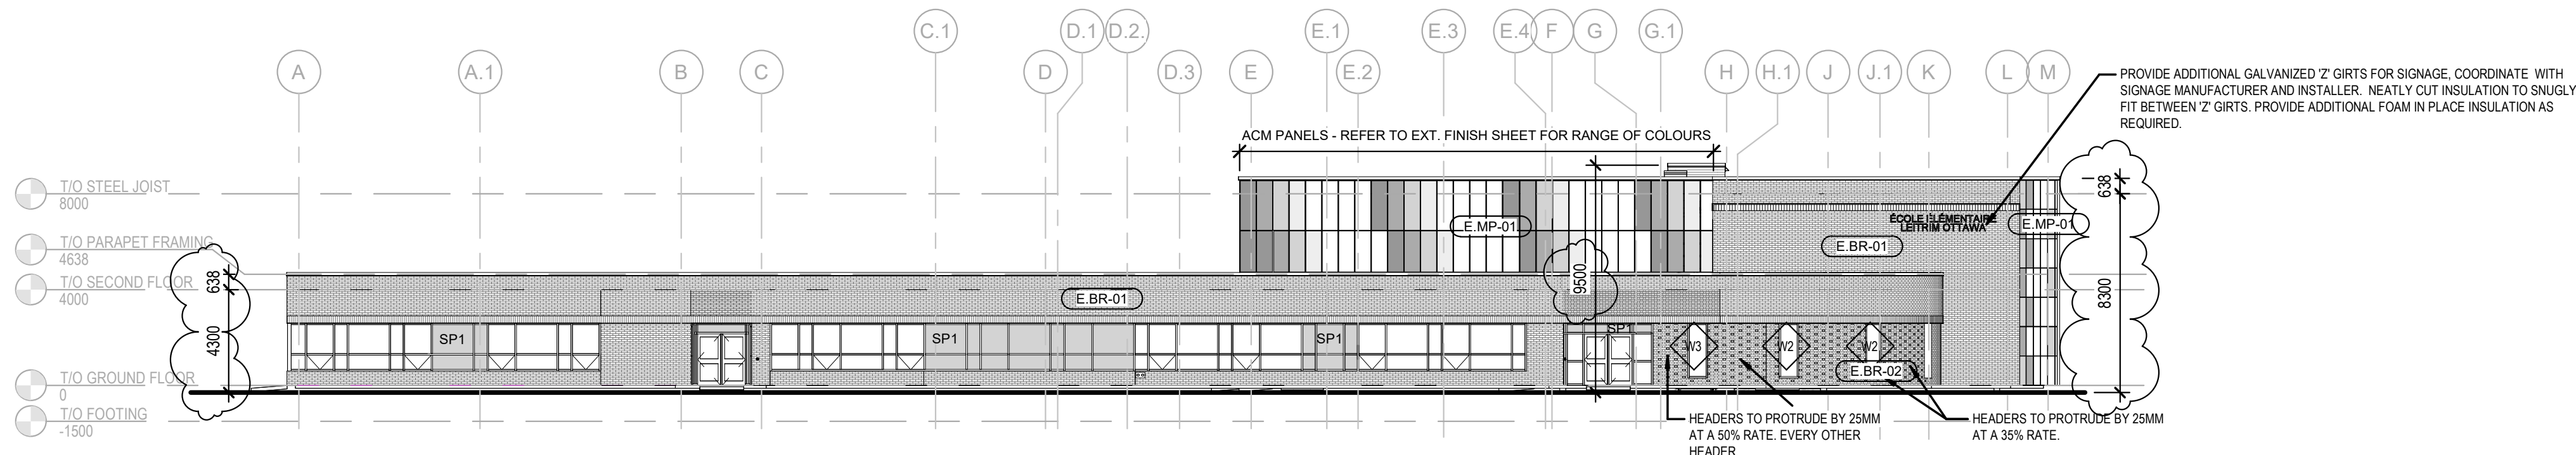 C.1
D.1
D.2.
E.1
E.3
E.4
F
G
G.1
A
A.1
B
C
D
D.3
E
E.2
H
H.1
J
J.1
K
L
M
PROVIDE ADDITIONAL GALVANIZED 'Z' GIRTS FOR SIGNAGE, COORDINATE WITH
SIGNAGE MANUFACTURER AND INSTALLER. NEATLY CUT INSULATION TO SNUGLY
FIT BETWEEN 'Z' GIRTS. PROVIDE ADDITIONAL FOAM IN PLACE INSULATION AS
REQUIRED.
ACM PANELS - REFER TO EXT. FINISH SHEET FOR RANGE OF COLOURS
T/O STEEL JOIST
8000
638
ÉCOLE ÉLÉMENTAIRE
LEITRIM OTTAWA
E.MP-01
E.MP-01
E.BR-01
T/O PARAPET FRAMING
4638
T/O SECOND FLOOR
4000
638
9500
8300
E.BR-01
4300
SP1
SP1
SP1
SP1
W3
W2
W2
E.BR-02
T/O GROUND FLOOR
0
T/O FOOTING
-1500
HEADERS TO PROTRUDE BY 25MM
AT A 50% RATE. EVERY OTHER
HEADER
HEADERS TO PROTRUDE BY 25MM
AT A 35% RATE.